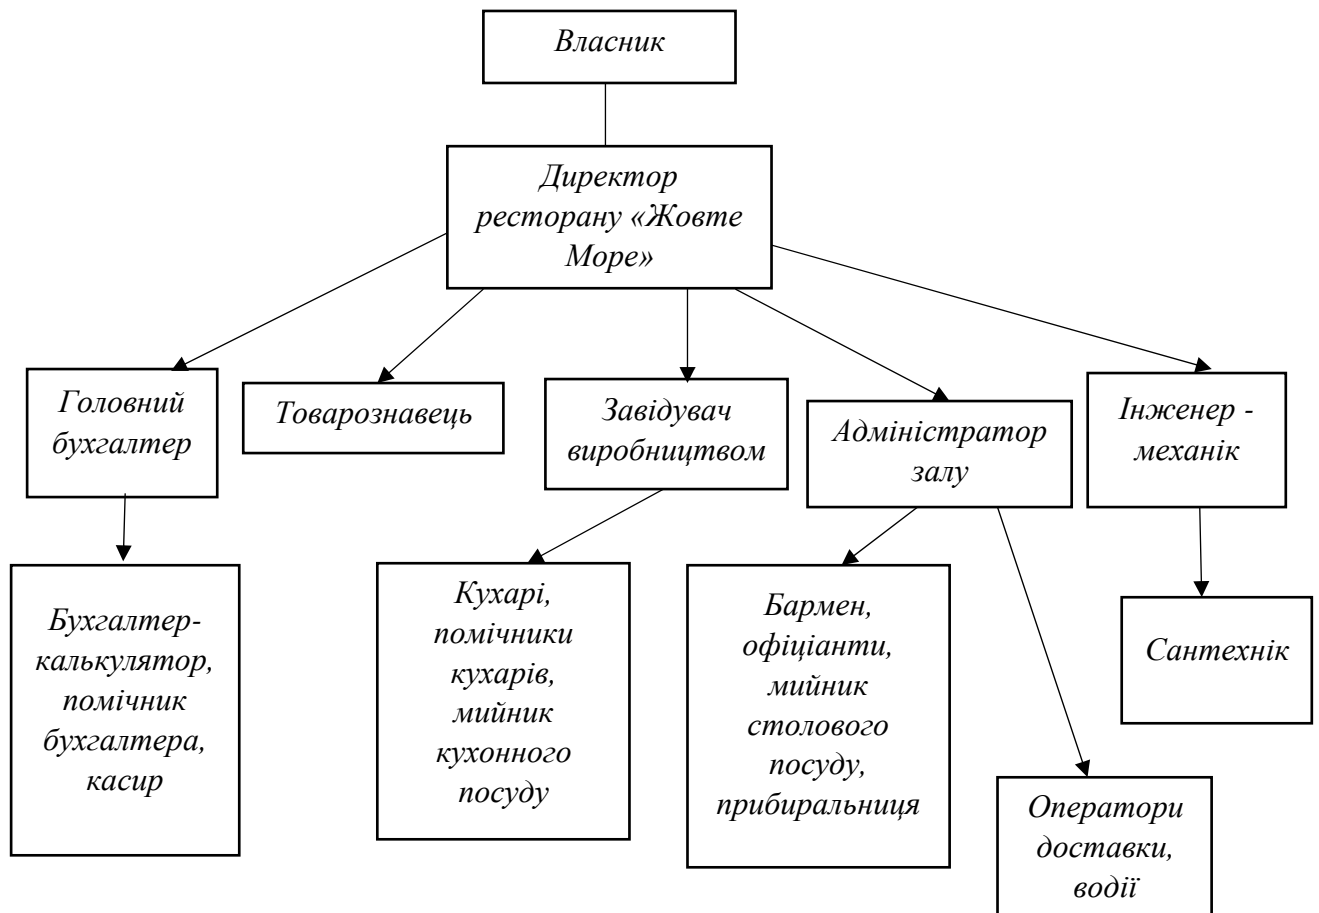 Власник
Директор
ресторану «Жовте
Море»
Головний
бухгалтер
Товарознавець
Завідувач
виробництвом
Адміністратор
залу
Інженер -
механік
Бухгалтер-
калькулятор,
помічник
бухгалтера,
касир
Кухарі,
помічники
кухарів,
мийник
кухонного
посуду
Бармен,
офіціанти,
мийник
столового
посуду,
прибиральниця
Оператори
доставки,
водії
Сантехнік